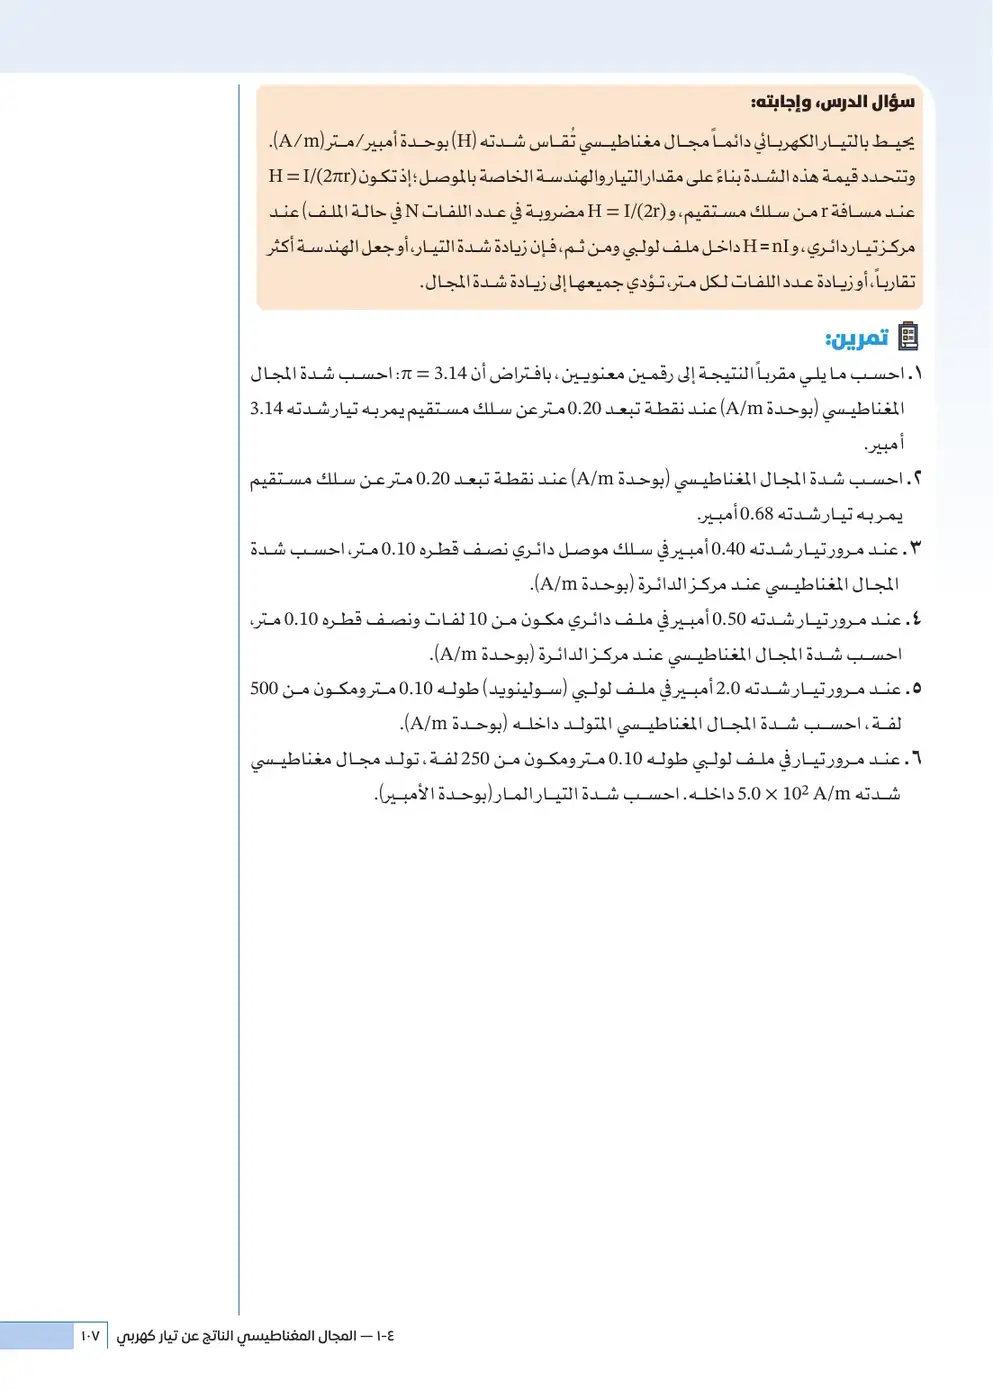 سؤال الدرس، وإجابته:
يحيط بالتيار الكهربائي دائماً مجال مغناطيسي تُقاس شدته (H) بوحدة أمبير/متر (A/m).
وتتحدد قيمة هذه الشدة بناءً على مقدار التيار والهندسة الخاصة بالموصل؛ إذ تكون H = I/(2πr)
عند مسافة r من سلك مستقيم، و H = I/(2r) مضروبة في عدد اللفات N في حالة الملف) عند
مركز تيار دائري، و H = nI داخل ملف لولبي ومن ثم، فإن زيادة شدة التيار، أو جعل الهندسة أكثر
تقارباً، أو زيادة عدد اللفات لكل متر، تؤدي جميعها إلى زيادة شدة المجال.
تمرين:
١. احسب ما يلي مقرباً النتيجة إلى رقمين معنويين، بافتراض أن π = 3.14: احسب شدة المجال
المغناطيسي (بوحدة A/m) عند نقطة تبعد 0.20 متر عن سلك مستقيم يمر به تيار شدته 3.14
أمبير.
٢. احسب شدة المجال المغناطيسي (بوحدة A/m) عند نقطة تبعد 0.20 متر عن سلك مستقيم
يمر به تيار شدته 0.68 أمبير.
٣. عند مرور تيار شدته 0.40 أمبير في سلك موصل دائري نصف قطره 0.10 متر، احسب شدة
المجال المغناطيسي عند مركز الدائرة (بوحدة A/m).
٤. عند مرور تيار شدته 0.50 أمبير في ملف دائري مكون من 10 لفات ونصف قطره 0.10 متر،
احسب شدة المجال المغناطيسي عند مركز الدائرة (بوحدة A/m).
٥. عند مرور تيار شدته 2.0 أمبير في ملف لولبي (سولينويد) طوله 0.10 متر ومكون من 500
لفة، احسب شدة المجال المغناطيسي المتولد داخله (بوحدة A/m).
٦. عند مرور تيار في ملف لولبي طوله 0.10 متر ومكون من 250 لفة، تولد مجال مغناطيسي
شدته 5.0 × 10² A/m داخله. احسب شدة التيار المار (بوحدة الأمبير).
٤-١ — المجال المغناطيسي الناتج عن تيار كهربي ١٠٧